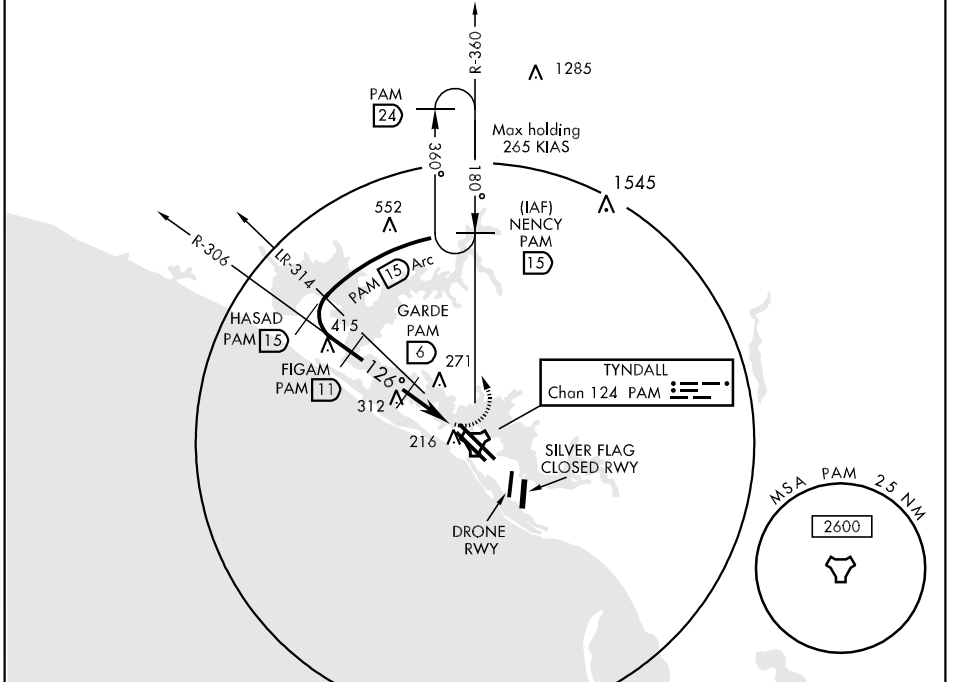 R-360
1285
PAM
24
Max holding
265 KIAS
360°
180°
1545
552
(IAF)
NENCY
PAM
15
R-306
LR-314
PAM 15 Arc
HASAD
PAM 15
415
GARDE
PAM
6
271
FIGAM
PAM 11
126°
312
TYNDALL
Chan 124 PAM
216
SILVER FLAG
CLOSED RWY
DRONE
RWY
MSA PAM 25 NM
2600